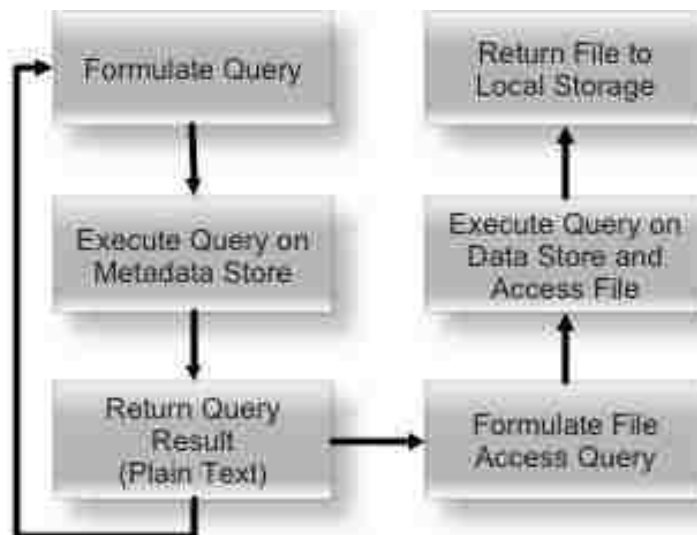 Formulate Query
Execute Query on
Metadata Store
Return Query
Result
(Plain Text)
Return File to
Local Storage
Execute Query on
Data Store and
Access File
Formulate File
Access Query